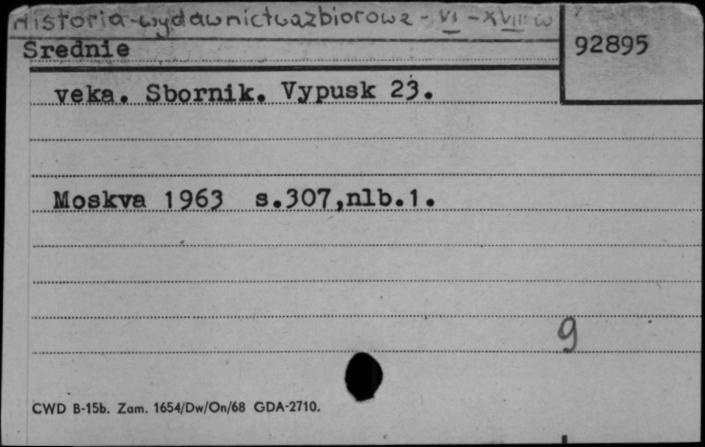 Historia-wydawnictwa zbiorowe - VI - XVIII w
Srednie
92895
veka. Sbornik. Vypusk 23.
Moskva 1963 s.307,nlb.1.
9
CWD B-15b. Zam. 1654/Dw/On/68 GDA-2710.